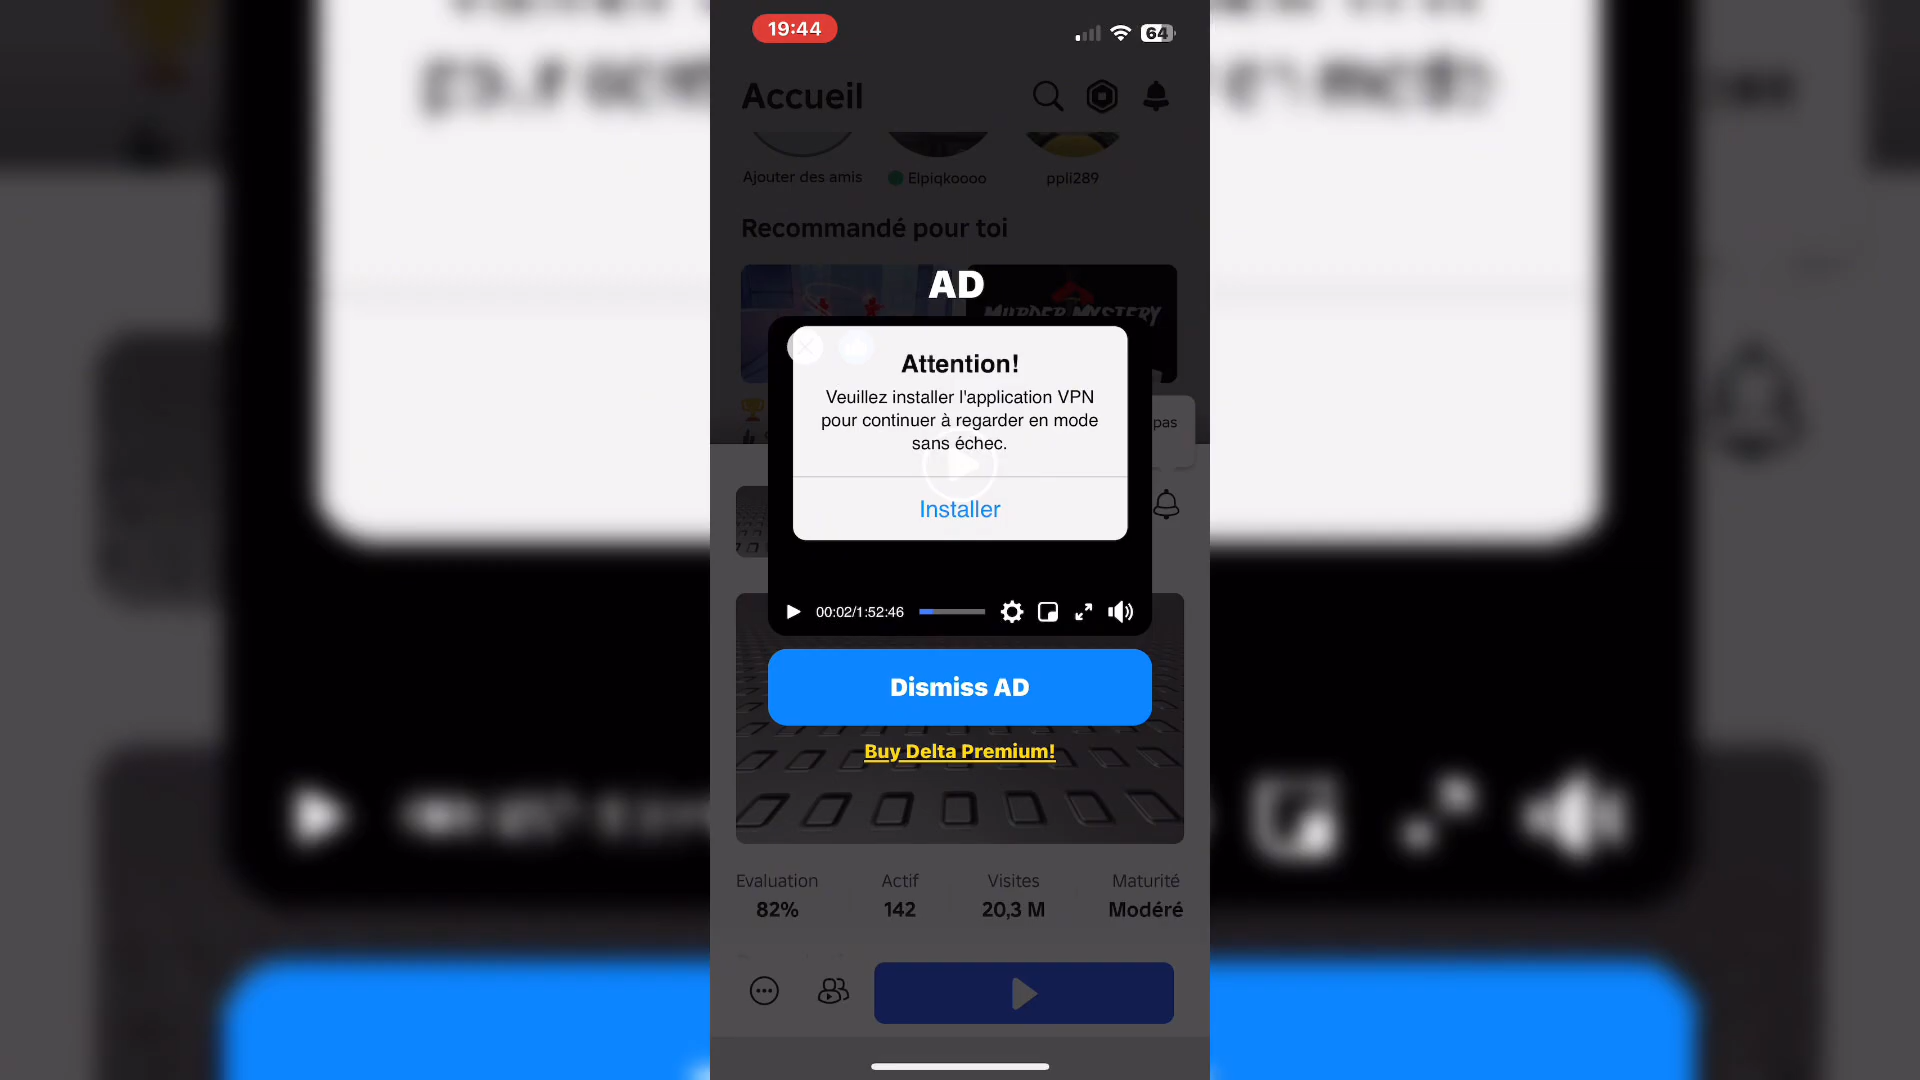 19:44
64
Accueil
Ajouter des amis
Elpiqkoooo
ppli289
Recommandé pour toi
AD
MURDER MYSTERY
Attention!
Veuillez installer l'application VPN
pour continuer à regarder en mode
sans échec.
pas
Installer
00:02/1:52:46
Dismiss AD
Buy Delta Premium!
Evaluation
Actif
Visites
Maturité
82%
142
20,3 M
Modéré